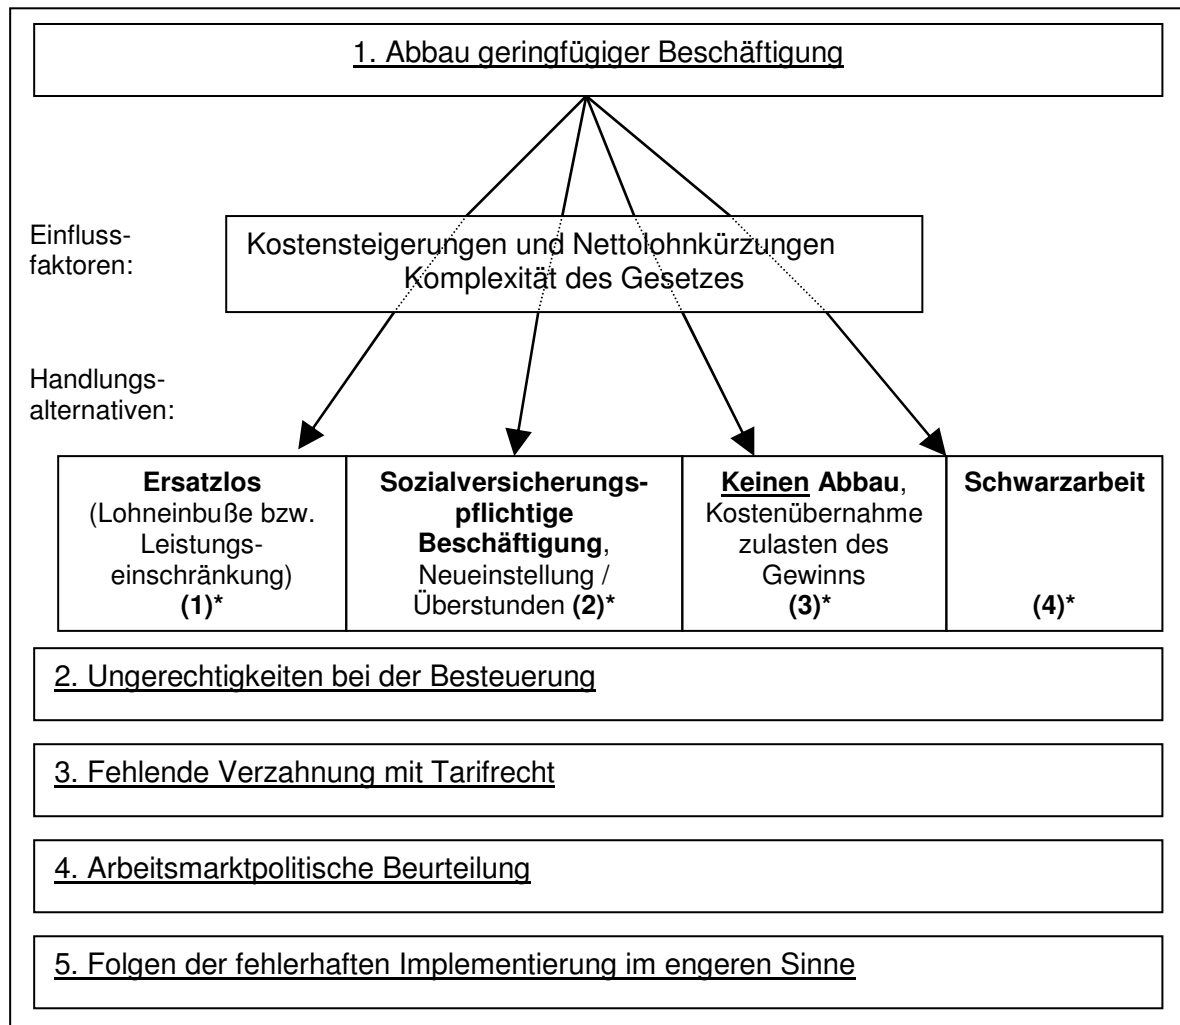 1. Abbau geringfügiger Beschäftigung
Einfluss-
faktoren:
Kostensteigerungen und Nettolohnkürzungen
Komplexität des Gesetzes
Handlungs-
alternativen:
Ersatzlos
(Lohneinbuße bzw.
Leistungs-
einschränkung)
(1)*
Sozialversicherungs-
pflichtige
Beschäftigung,
Neueinstellung /
Überstunden (2)*
Keinen Abbau,
Kostenübernahme
zulasten des
Gewinns
(3)*
Schwarzarbeit
(4)*
2. Ungerechtigkeiten bei der Besteuerung
3. Fehlende Verzahnung mit Tarifrecht
4. Arbeitsmarktpolitische Beurteilung
5. Folgen der fehlerhaften Implementierung im engeren Sinne